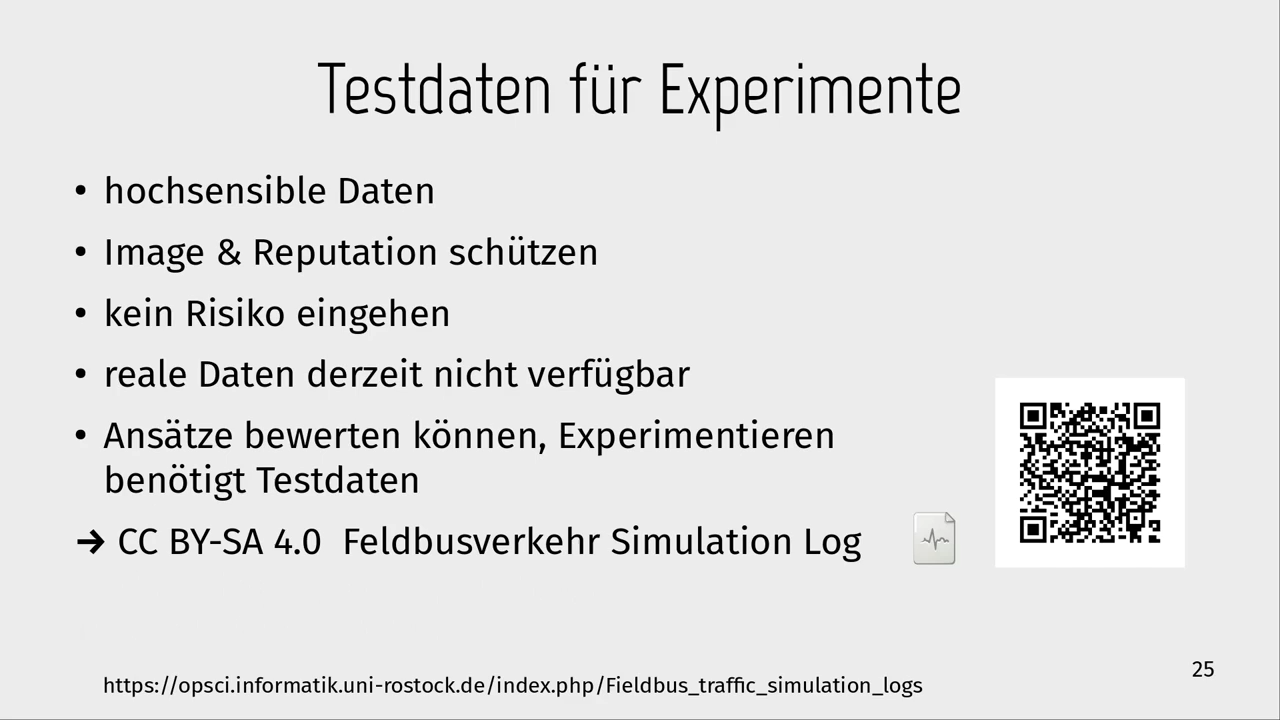 Testdaten für Experimente
• hochsensible Daten
• Image & Reputation schützen
• kein Risiko eingehen
• reale Daten derzeit nicht verfügbar
• Ansätze bewerten können, Experimentieren
benötigt Testdaten
➔ CC BY-SA 4.0 Feldbusverkehr Simulation Log
25
https://opsci.informatik.uni-rostock.de/index.php/Fieldbus_traffic_simulation_logs